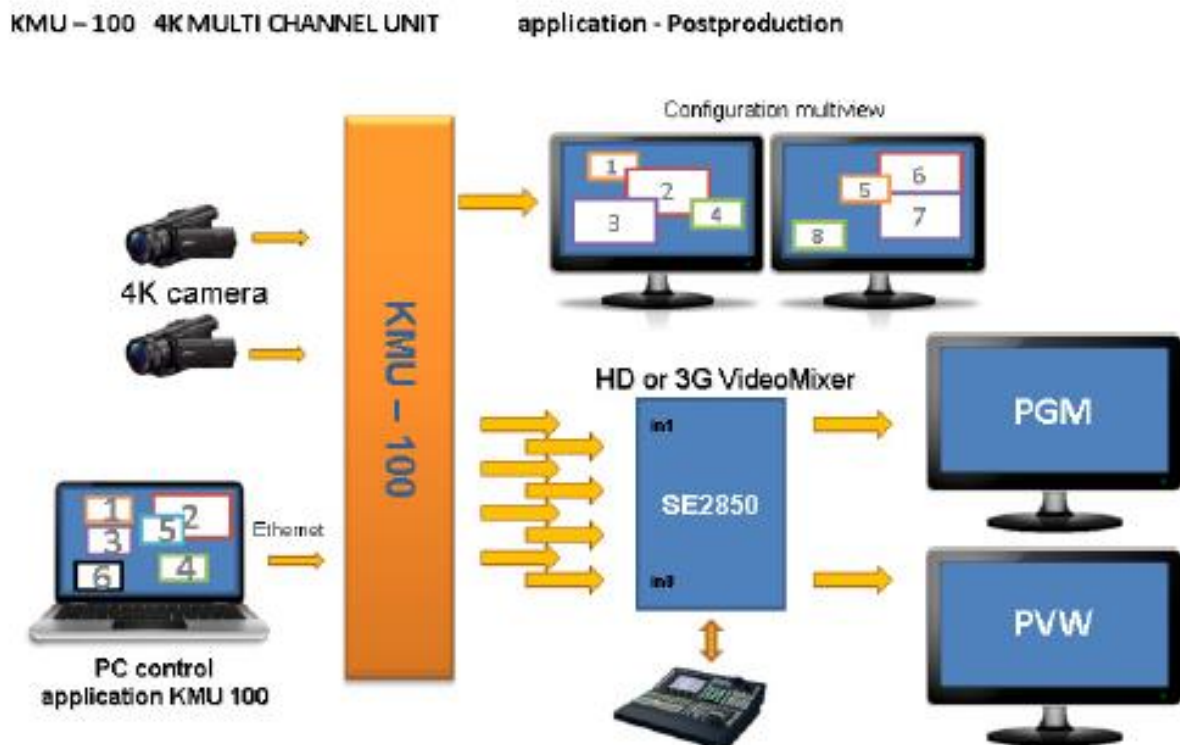 KMU – 100 4K MULTI CHANNEL UNIT application - Postproduction
Configuration multiview
1
2
3
4
5
6
7
8
4K camera
KMU – 100
HD or 3G VideoMixer
in1
SE2850
in8
PGM
PVW
1
2
3
5
4
6
Ethernet
PC control
application KMU 100